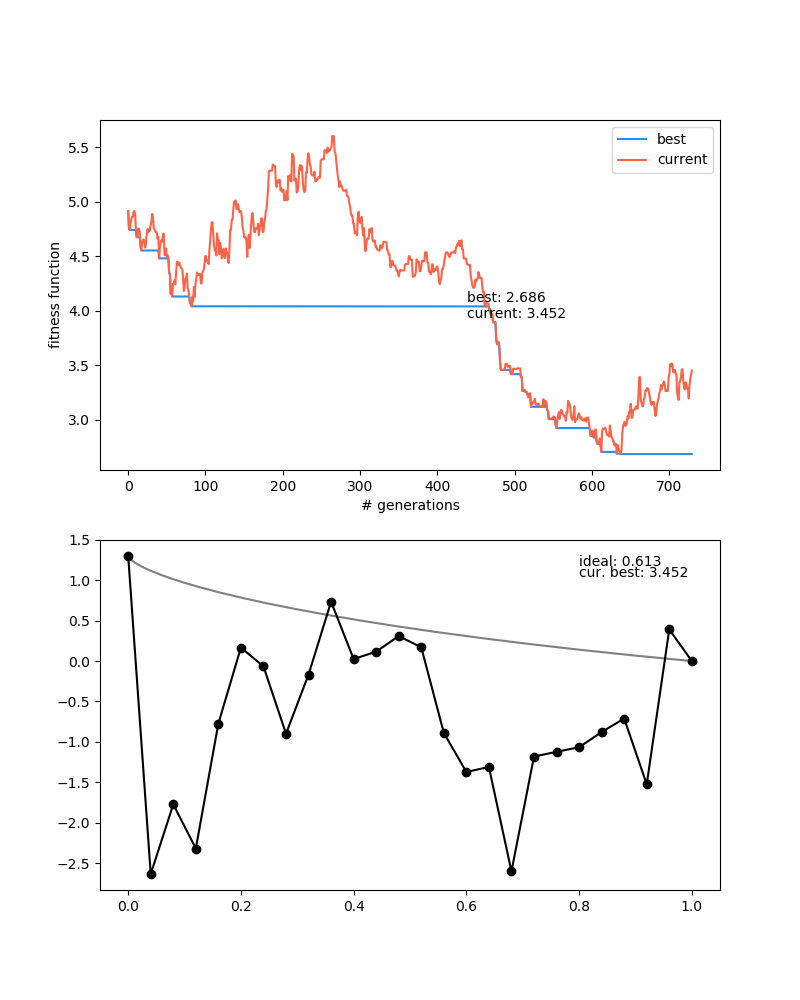 5.5
5.0
4.5
4.0
3.5
3.0
fitness function
best
current
best: 2.686
current: 3.452
0 100 200 300 400 500 600 700
# generations
1.5
1.0
0.5
0.0
−0.5
−1.0
−1.5
−2.0
−2.5
ideal: 0.613
cur. best: 3.452
0.0 0.2 0.4 0.6 0.8 1.0